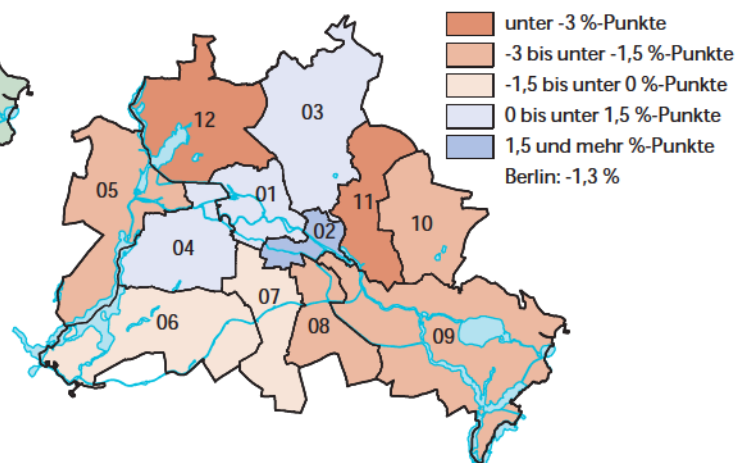 unter -3 %-Punkte
-3 bis unter -1,5 %-Punkte
-1,5 bis unter 0 %-Punkte
0 bis unter 1,5 %-Punkte
1,5 und mehr %-Punkte
Berlin: -1,3 %
12
03
05
01
11
02
10
04
07
06
08
09